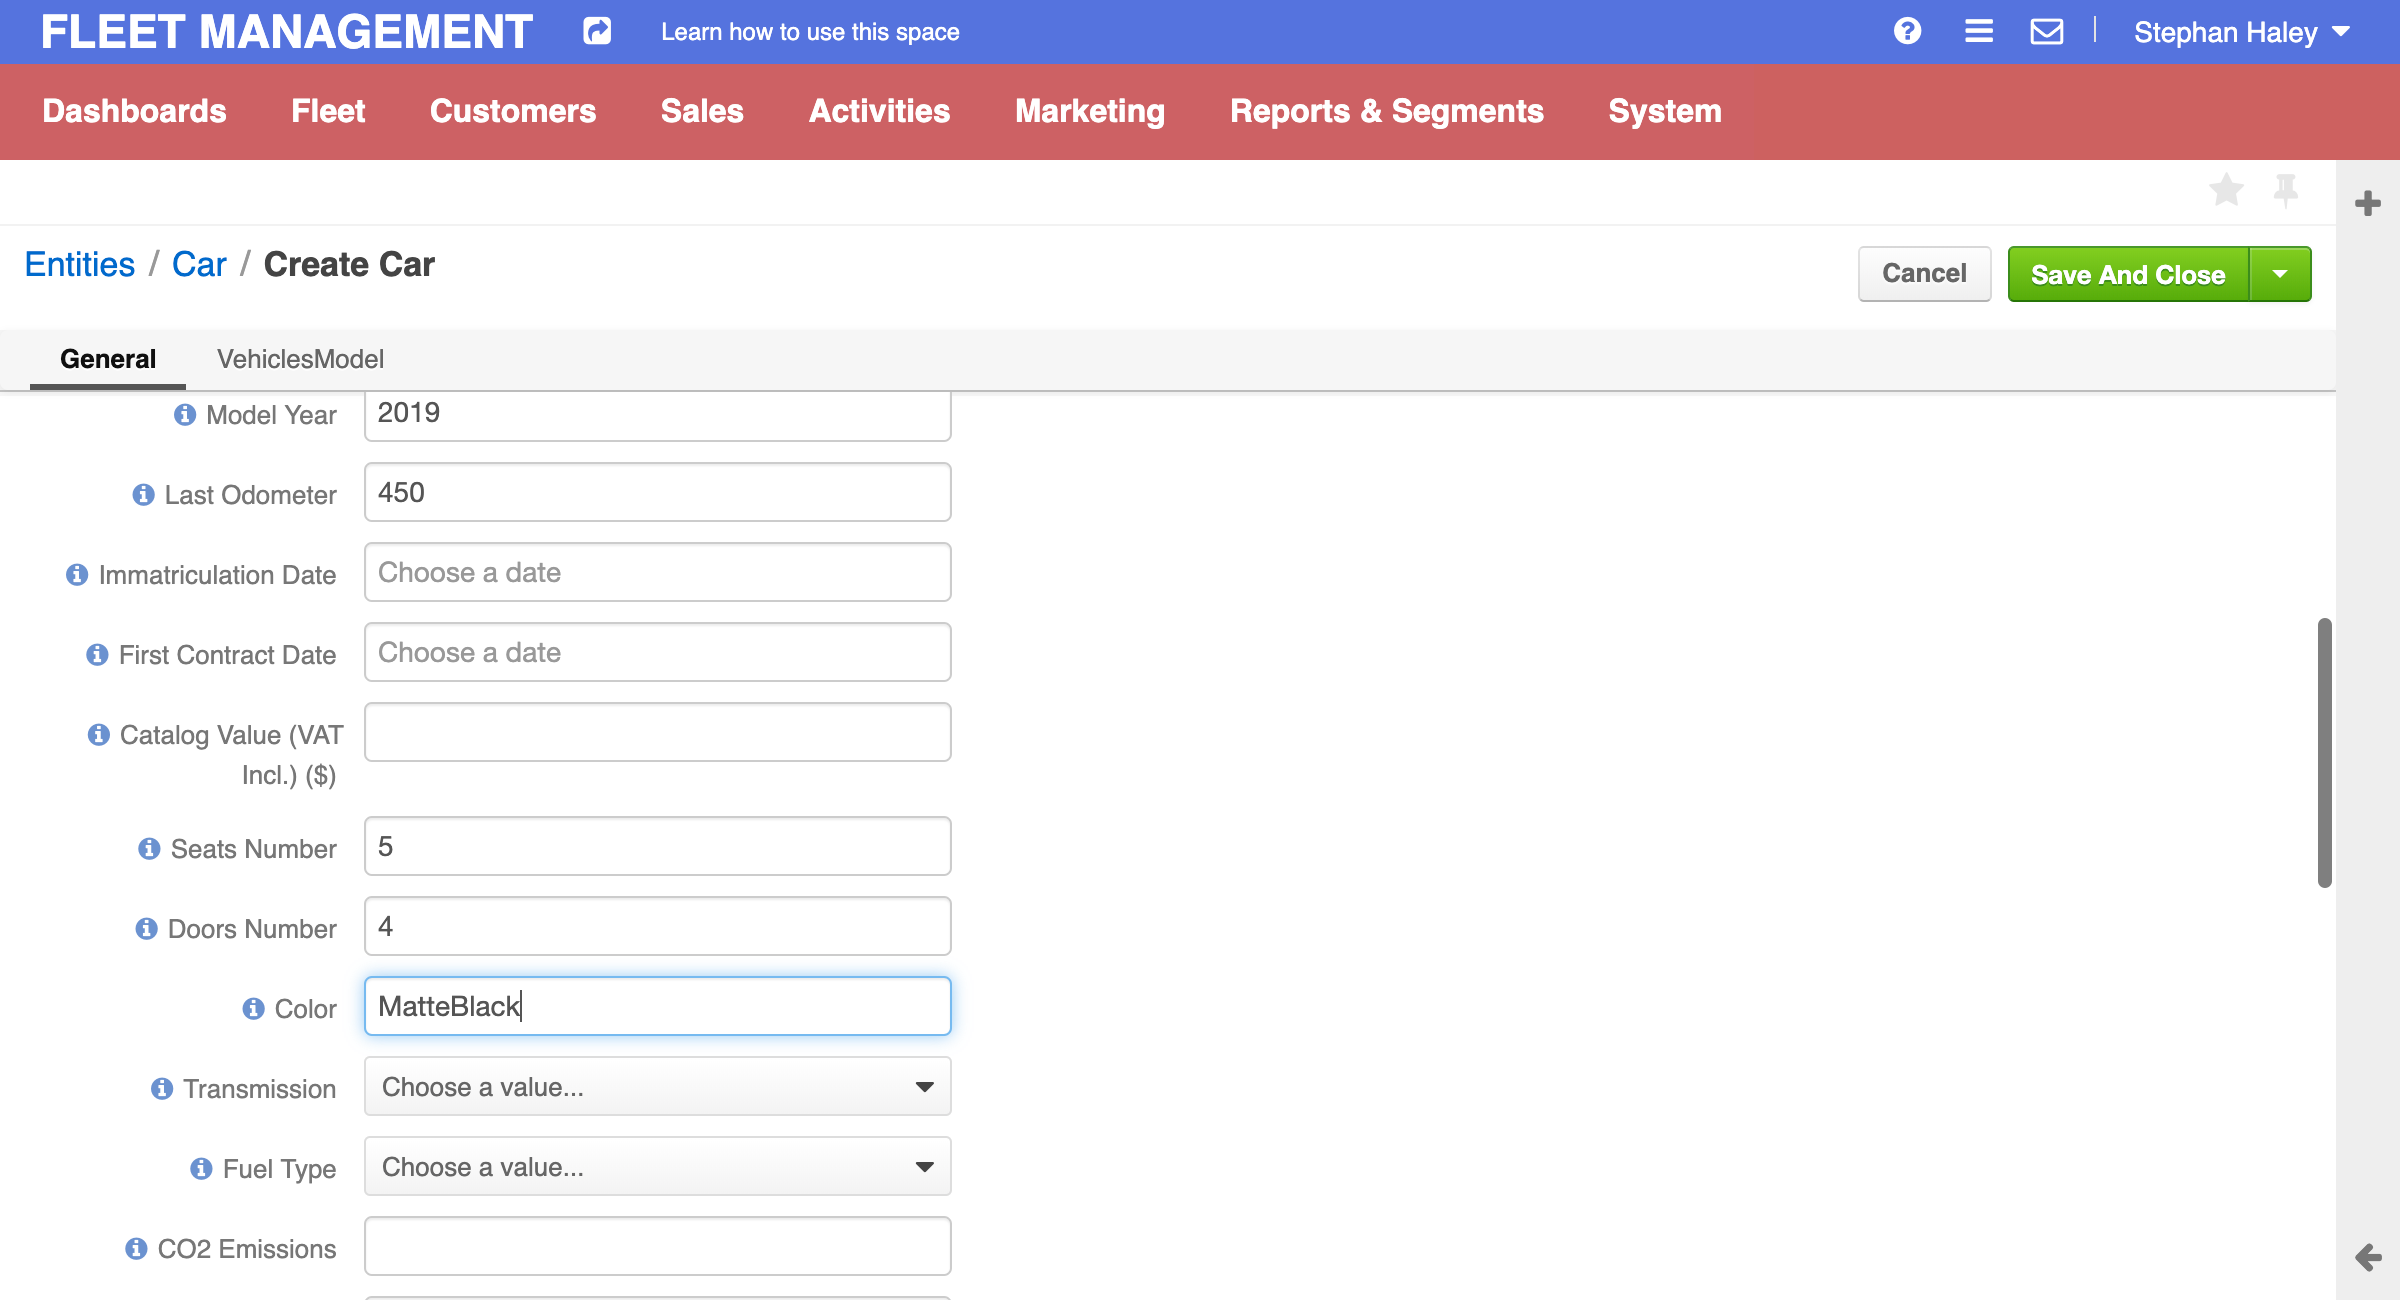 FLEET MANAGEMENT
Learn how to use this space
Stephan Haley
Dashboards
Fleet
Customers
Sales
Activities
Marketing
Reports & Segments
System
Entities / Car / Create Car
Cancel
Save And Close
General
VehiclesModel
Model Year
2019
Last Odometer
450
Immatriculation Date
Choose a date
First Contract Date
Choose a date
Catalog Value (VAT
Incl.) ($)
Seats Number
5
Doors Number
4
Color
MatteBlack
Transmission
Choose a value...
Fuel Type
Choose a value...
CO2 Emissions